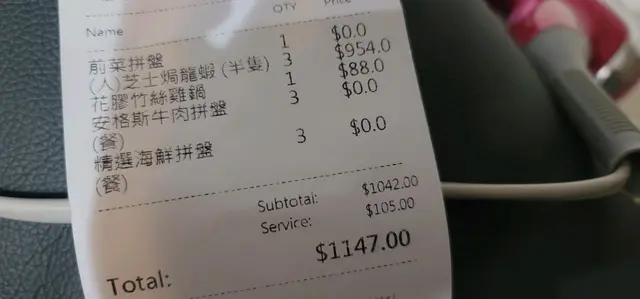 Name QTY Price
前菜拼盤 1 $0.0
(人)芝士焗龍蝦 (半隻) 3 $954.0
花膠竹絲雞鍋 1 $88.0
安格斯牛肉拼盤 3 $0.0
(餐)
精選海鮮拼盤 3 $0.0
(餐)
Subtotal: $1042.00
Service: $105.00
Total: $1147.00